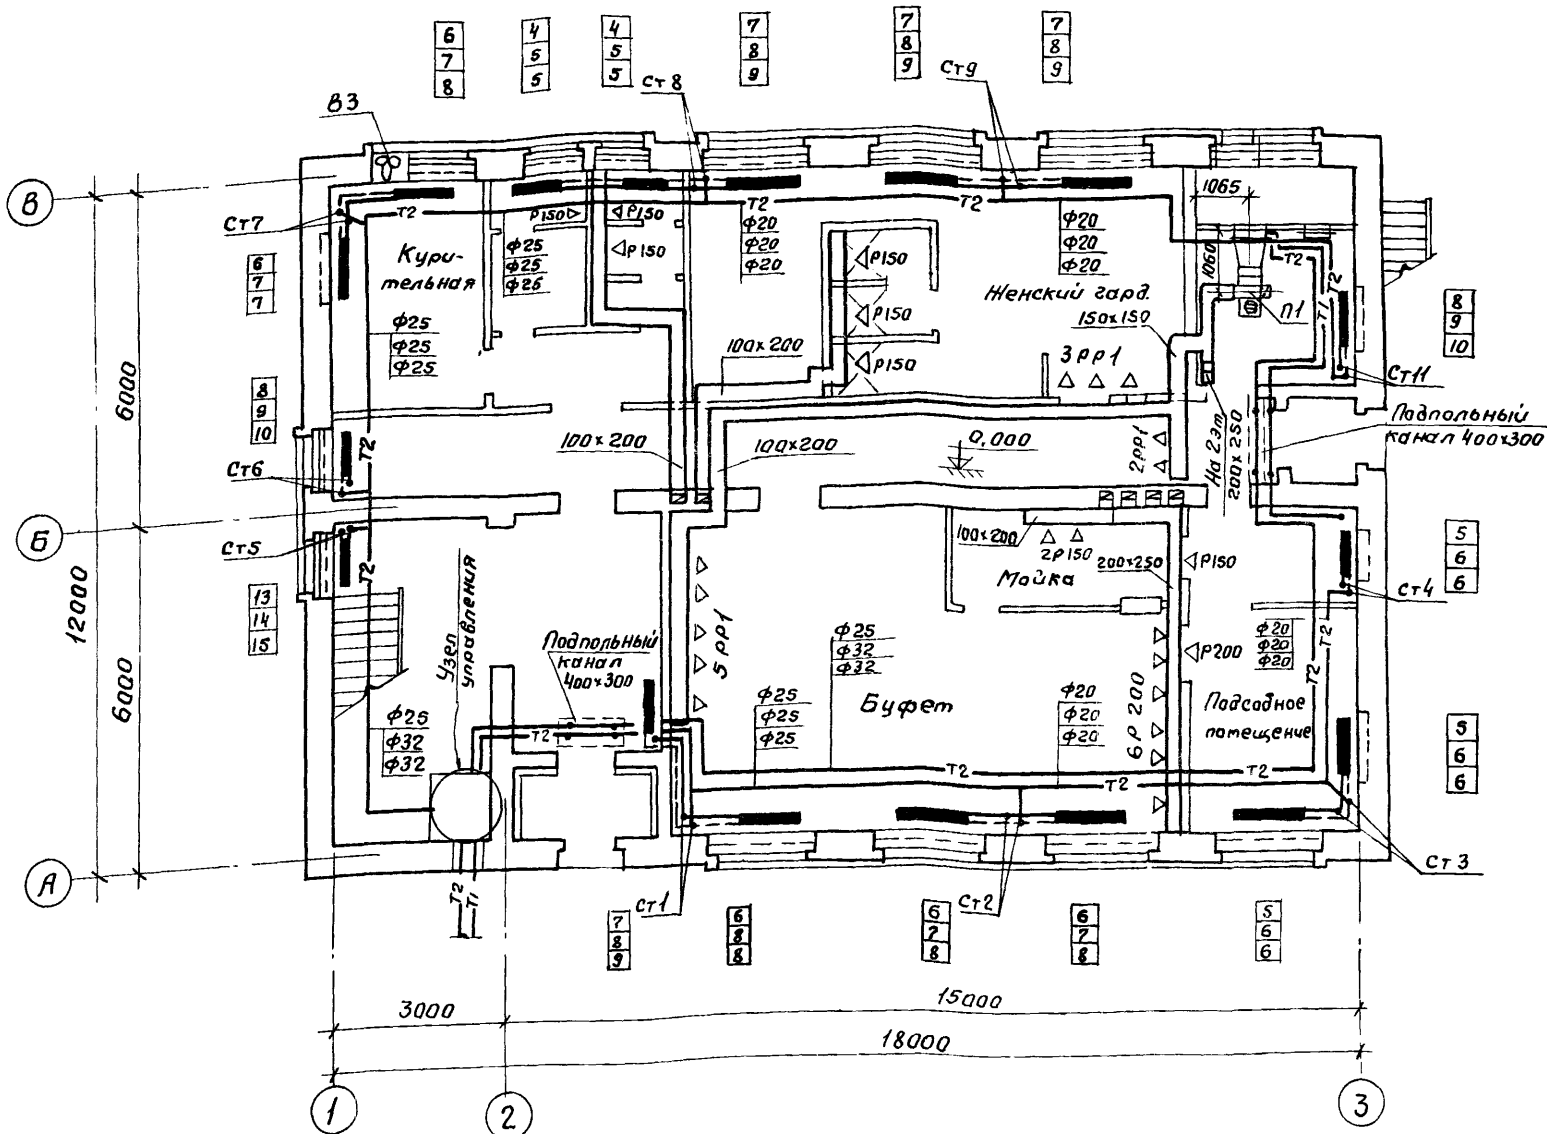 6
7
8
4
5
5
4
5
5
7
8
9
7
8
9
7
8
9
Ст8
Ст9
В3
В
Ст7
Т2
Т2
Т2
1065
1060
Р150
Р150
Р150
Ф25
Ф25
Ф25
Ф20
Ф20
Ф20
Ф20
Ф20
Ф20
Р150
Р150
Р150
Т2
Т2
Т1
П1
Кури-
тельная
6
7
7
Ф25
Ф25
Ф25
Женский гард.
150х150
100х200
3рр1
8
9
10
Ст11
8
9
10
Т2
Ст6
100х200
100х200
0,000
2рр1
На 2эт.
200х250
Подпольный
канал 400х300
6000
12000
6000
Б
Ст5
Т2
13
14
15
Узел
управления
Подпольный
канал
400х300
5рр1
100х200
2Р150
200х250
Р150
Мойка
5
6
6
Ст4
Ф25
Ф32
Ф32
Ф20
Ф20
Ф20
Р200
Т2
Т2
Ф25
Ф32
Ф32
Т2
Ф25
Ф25
Ф25
Буфет
Ф20
Ф20
Ф20
6Р200
Подсобное
помещение
5
6
6
Т2
Т2
Т2
А
Т2
Т1
Ст1
Ст2
Ст3
7
8
9
6
8
8
6
7
8
6
7
8
5
6
6
3000
15000
18000
1
2
3